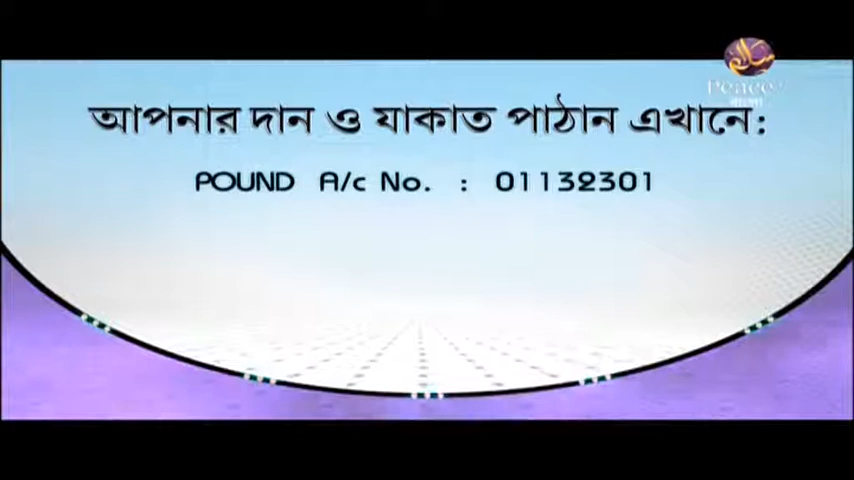 Peace
বাংলা
আপনার দান ও যাকাত পাঠান এখানে:
POUND A/c No. : 01132301